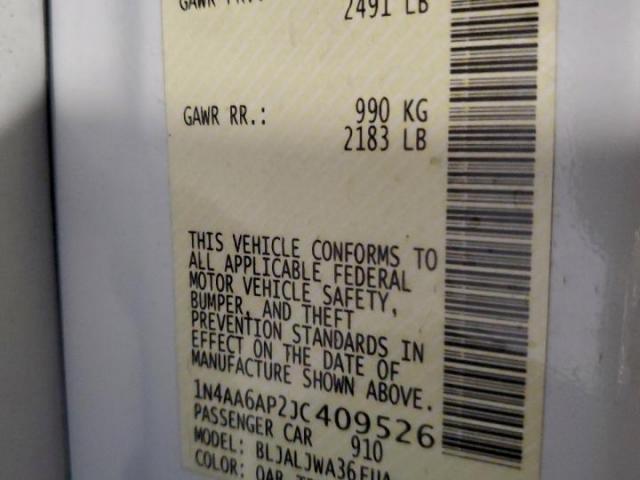 2491 LB
GAWR RR.: 990 KG
2183 LB
THIS VEHICLE CONFORMS TO
ALL APPLICABLE FEDERAL
MOTOR VEHICLE SAFETY,
BUMPER, AND THEFT
PREVENTION STANDARDS IN
EFFECT ON THE DATE OF
MANUFACTURE SHOWN ABOVE.
1N4AA6AP2JC409526
PASSENGER CAR 910
MODEL: BLJALJWA36EUA
COLOR: QAB